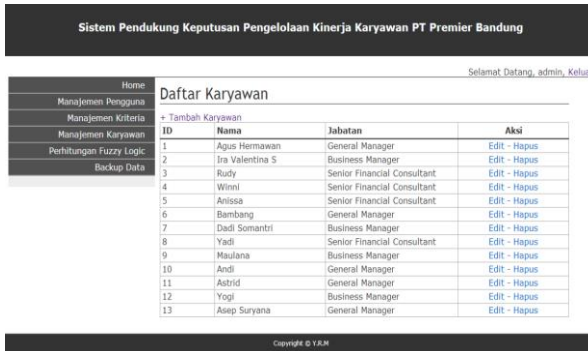 Sistem Pendukung Keputusan Pengelolaan Kinerja Karyawan PT Premier Bandung
Selamat Datang, admin,
Home
Manajemen Pengguna
Manajemen Kriteria
Manajemen Karyawan
Perhitungan Fuzzy Logic
Backup Data
Daftar Karyawan
+ Tambah Karyawan
ID Nama Jabatan Aksi
1 Agus Hermawan General Manager Edit - Hapus
2 Ira Valentina S Business Manager Edit - Hapus
3 Rudy Senior Financial Consultant Edit - Hapus
4 Winni Senior Financial Consultant Edit - Hapus
5 Anissa Senior Financial Consultant Edit - Hapus
6 Bambang General Manager Edit - Hapus
7 Dadi Somantri Business Manager Edit - Hapus
8 Yadi Senior Financial Consultant Edit - Hapus
9 Maulana Business Manager Edit - Hapus
10 Andi General Manager Edit - Hapus
11 Astrid General Manager Edit - Hapus
12 Yogi Business Manager Edit - Hapus
13 Asep Suryana General Manager Edit - Hapus
Copyright © Y.R.M